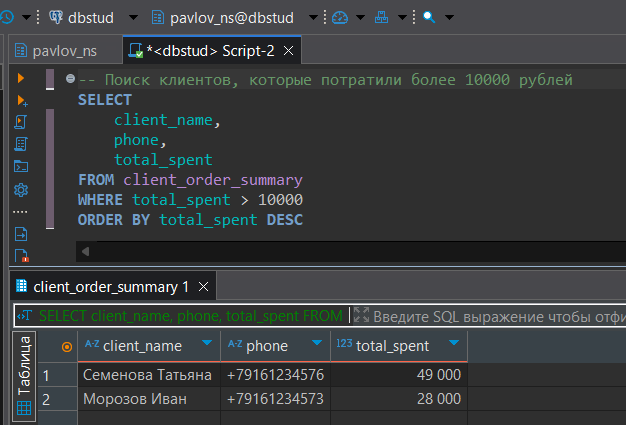 dbstud pavlov_ns@dbstud
pavlov_ns *<dbstud> Script-2
-- Поиск клиентов, которые потратили более 10000 рублей
SELECT
client_name,
phone,
total_spent
FROM client_order_summary
WHERE total_spent > 10000
ORDER BY total_spent DESC
client_order_summary 1
SELECT client_name, phone, total_spent FROM Введите SQL выражение чтобы отфи
Таблица
A-Z client_name A-Z phone 123 total_spent
1 Семенова Татьяна +79161234576 49 000
2 Морозов Иван +79161234573 28 000